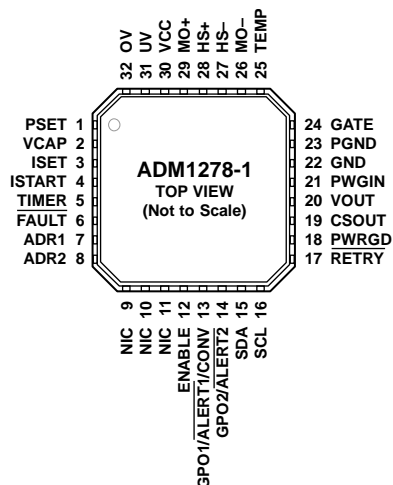 32 OV
31 UV
30 VCC
29 MO+
28 HS+
27 HS–
26 MO–
25 TEMP
PSET 1
VCAP 2
ISET 3
ISTART 4
TIMER 5
FAULT 6
ADR1 7
ADR2 8
ADM1278-1
TOP VIEW
(Not to Scale)
24 GATE
23 PGND
22 GND
21 PWGIN
20 VOUT
19 CSOUT
18 PWRGD
17 RETRY
NIC 9
NIC 10
NIC 11
ENABLE 12
GPO1/ALERT1/CONV 13
GPO2/ALERT2 14
SDA 15
SCL 16